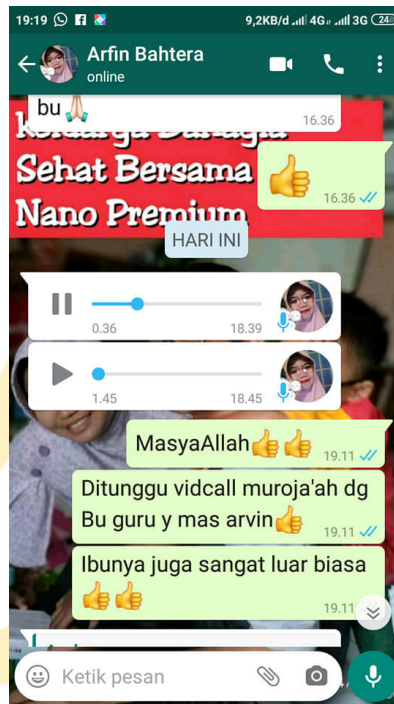 19:19
9,2KB/d 4G 3G 24
Arfin Bahtera
online
bu🙏🏻
16.36
Keluarga Bahagia
Sehat Bersama
Nano Premium
👍
16.36
HARI INI
0.36 18.39
1.45 18.45
MasyaAllah👍👍
19.11
Ditunggu vidcall muroja'ah dg
Bu guru y mas arvin👍
19.11
Ibunya juga sangat luar biasa
👍👍
19.11
Ketik pesan